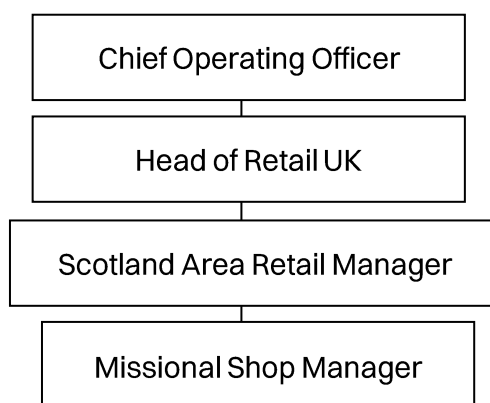 Chief Operating Officer
Head of Retail UK
Scotland Area Retail Manager
Missional Shop Manager